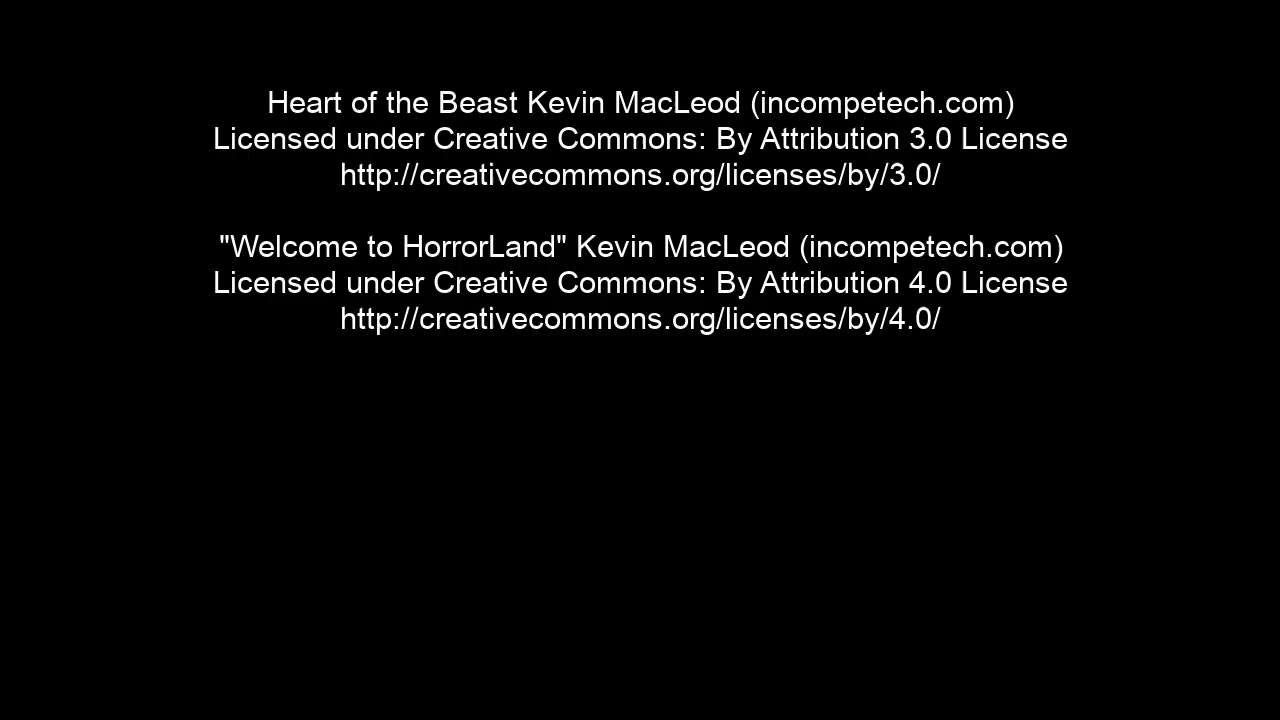 Heart of the Beast Kevin MacLeod (incompetech.com)
Licensed under Creative Commons: By Attribution 3.0 License
http://creativecommons.org/licenses/by/3.0/
"Welcome to HorrorLand" Kevin MacLeod (incompetech.com)
Licensed under Creative Commons: By Attribution 4.0 License
http://creativecommons.org/licenses/by/4.0/